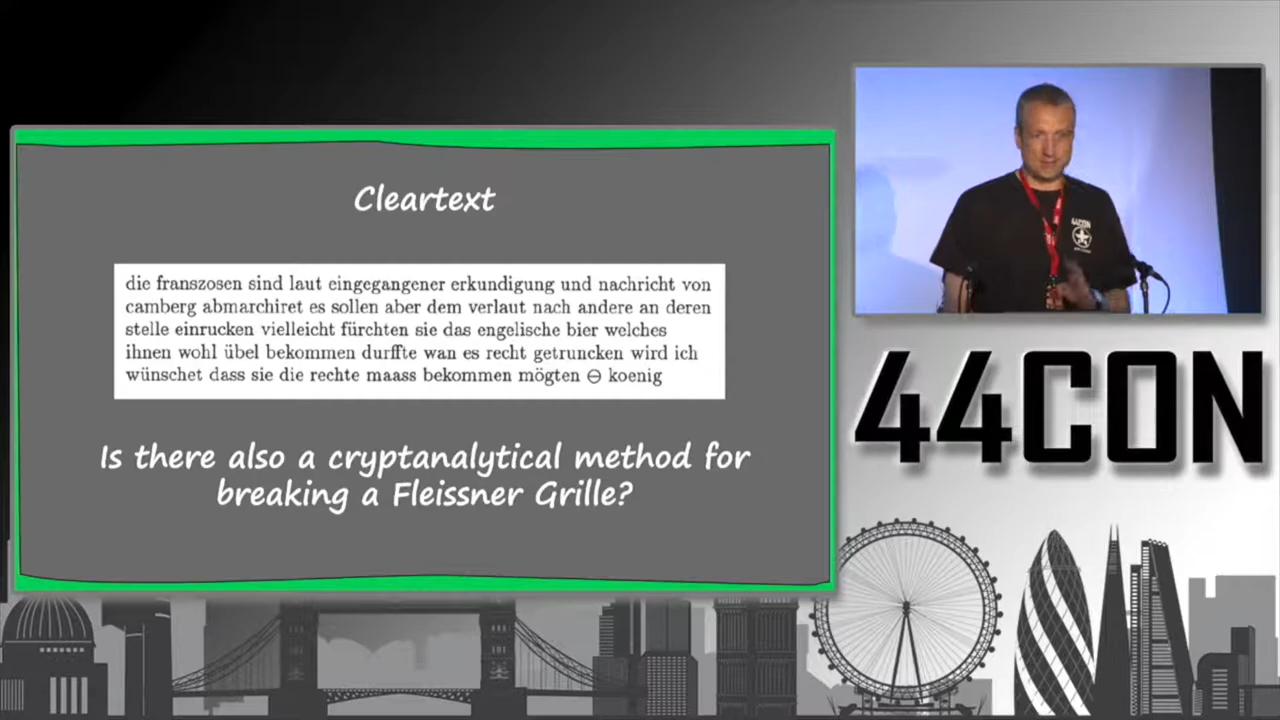 Cleartext
die franszosen sind laut eingegangener erkundigung und nachricht von
camberg abmarchiret es sollen aber dem verlaut nach andere an deren
stelle einrucken vielleicht fürchten sie das engelische bier welches
ihnen wohl übel bekommen durffte wan es recht getruncken wird ich
wünschet dass sie die rechte maass bekommen mögten ⊖ koenig
Is there also a cryptanalytical method for
breaking a Fleissner Grille?
44CON
44CON